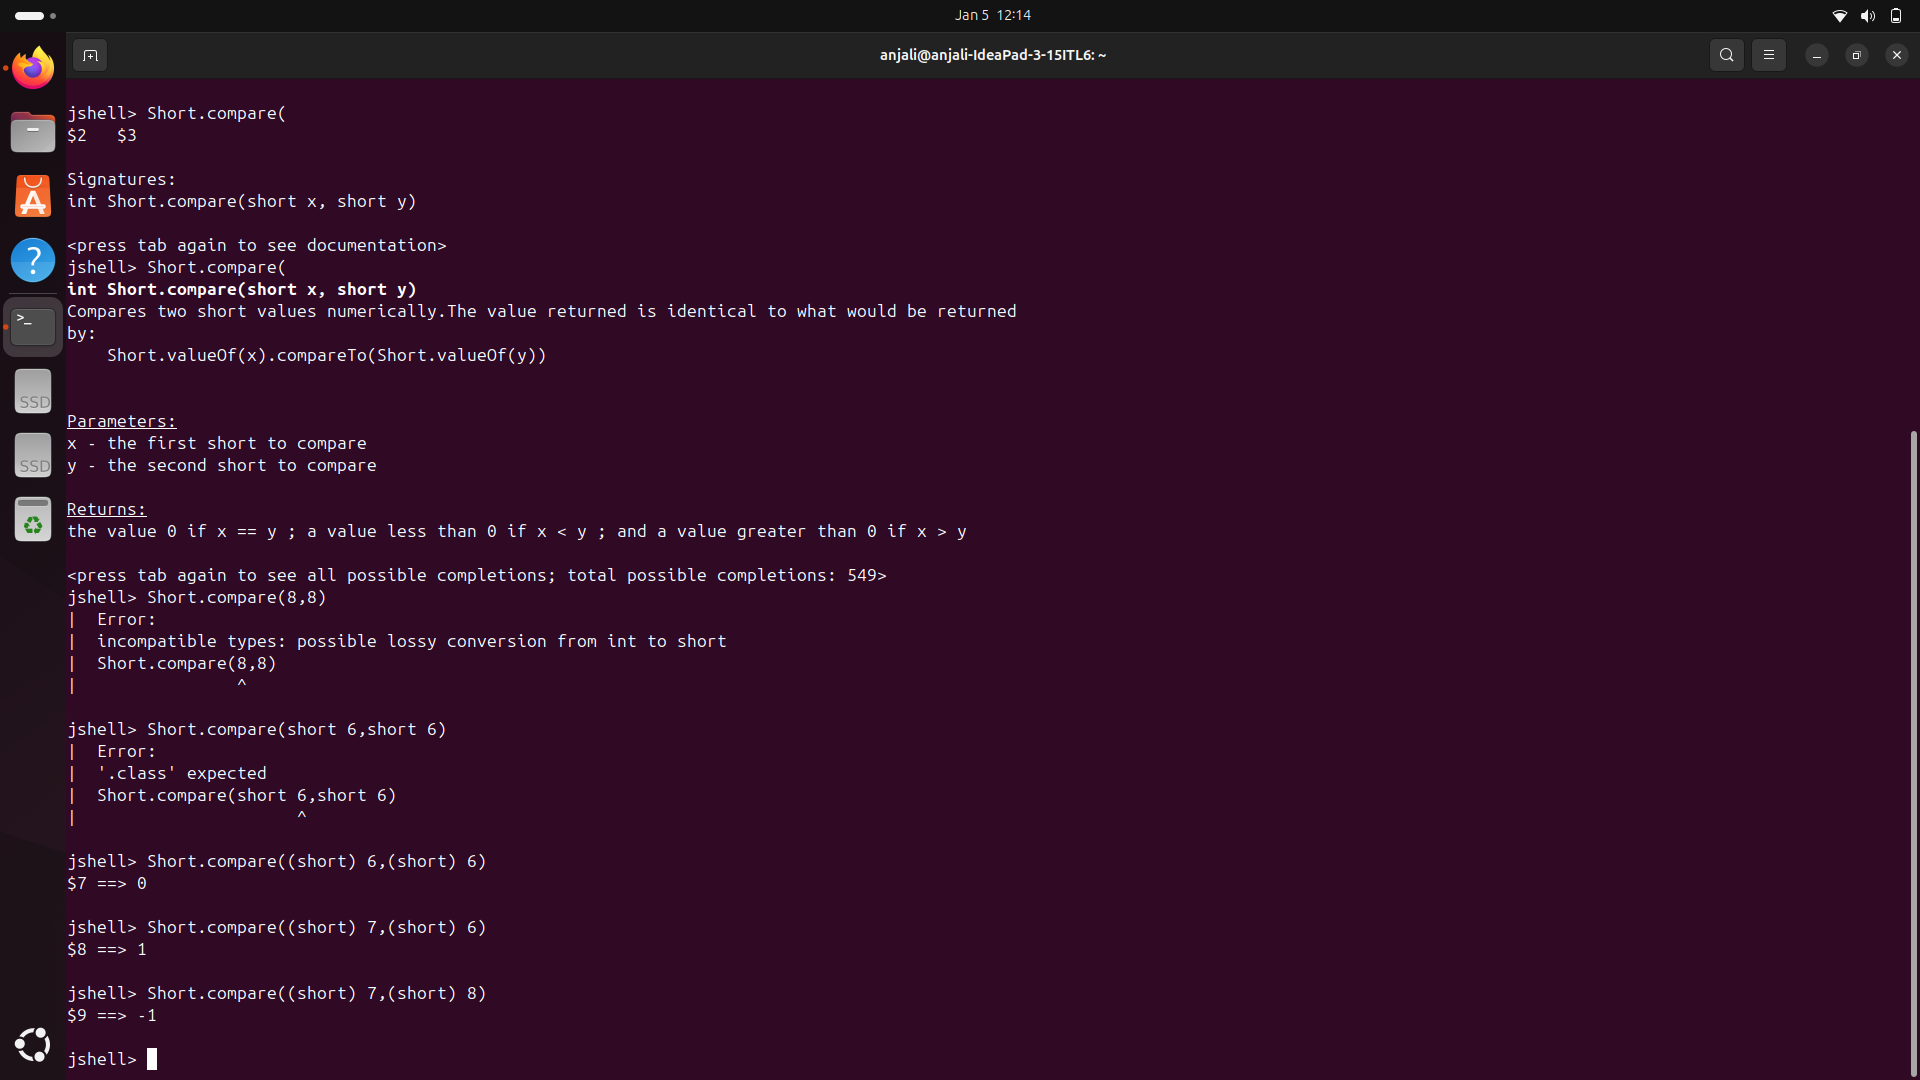 Jan 5  12:14
anjali@anjali-IdeaPad-3-15ITL6: ~
jshell> Short.compare(
$2   $3
Signatures:
int Short.compare(short x, short y)
<press tab again to see documentation>
jshell> Short.compare(
int Short.compare(short x, short y)
Compares two short values numerically.The value returned is identical to what would be returned
by:
    Short.valueOf(x).compareTo(Short.valueOf(y))
Parameters:
x - the first short to compare
y - the second short to compare
Returns:
the value 0 if x == y ; a value less than 0 if x < y ; and a value greater than 0 if x > y
<press tab again to see all possible completions; total possible completions: 549>
jshell> Short.compare(8,8)
|  Error:
|  incompatible types: possible lossy conversion from int to short
|  Short.compare(8,8)
|                ^
jshell> Short.compare(short 6,short 6)
|  Error:
|  '.class' expected
|  Short.compare(short 6,short 6)
|                      ^
jshell> Short.compare((short) 6,(short) 6)
$7 ==> 0
jshell> Short.compare((short) 7,(short) 6)
$8 ==> 1
jshell> Short.compare((short) 7,(short) 8)
$9 ==> -1
jshell>
SSD
SSD